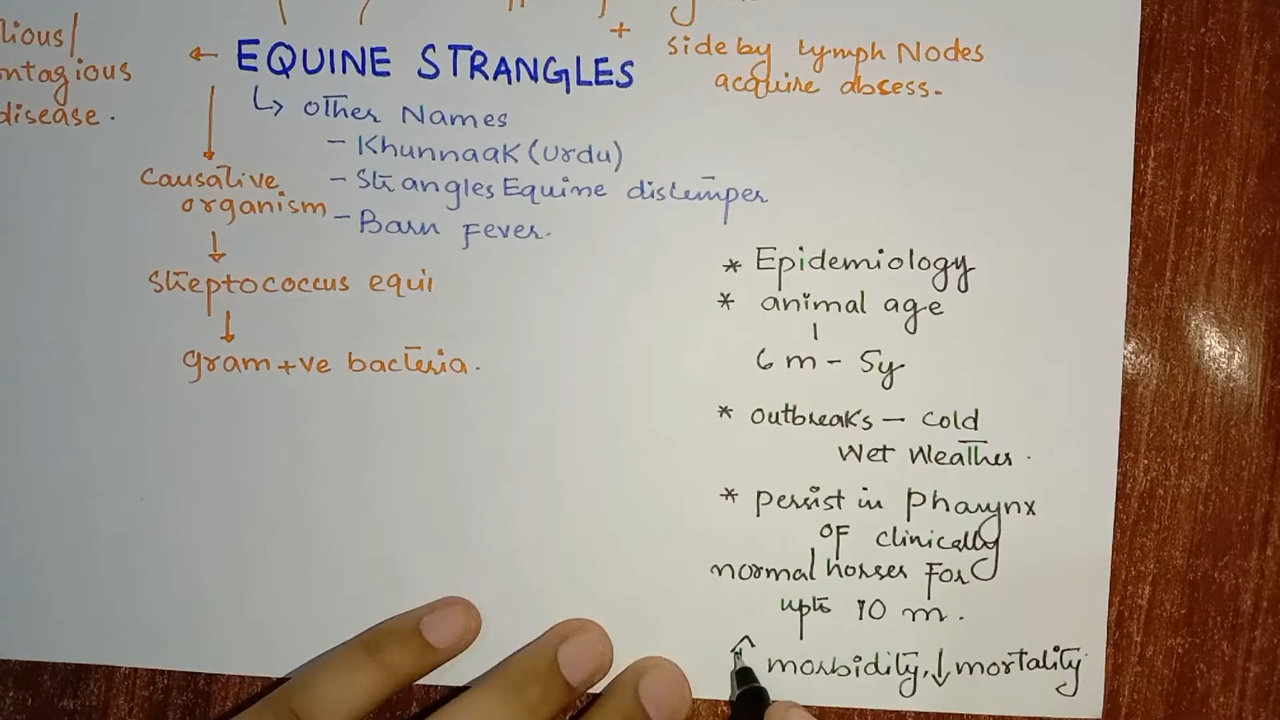 lious/
ontagious
disease.
← EQUINE STRANGLES
+
side by lymph Nodes
acquire abscess.
↳ other Names
- Khunnaak (Urdu)
- Strangles Equine distemper
- Barn Fever.
Causative
organism
↓
Streptococcus equi
↓
gram +ve bacteria.
* Epidemiology
* animal age
6 m - 5y
* outbreaks - cold
Wet Weather.
* persist in pharynx
OF clinically
normal horses For
upto 10 m.
↑ morbidity, ↓ mortality